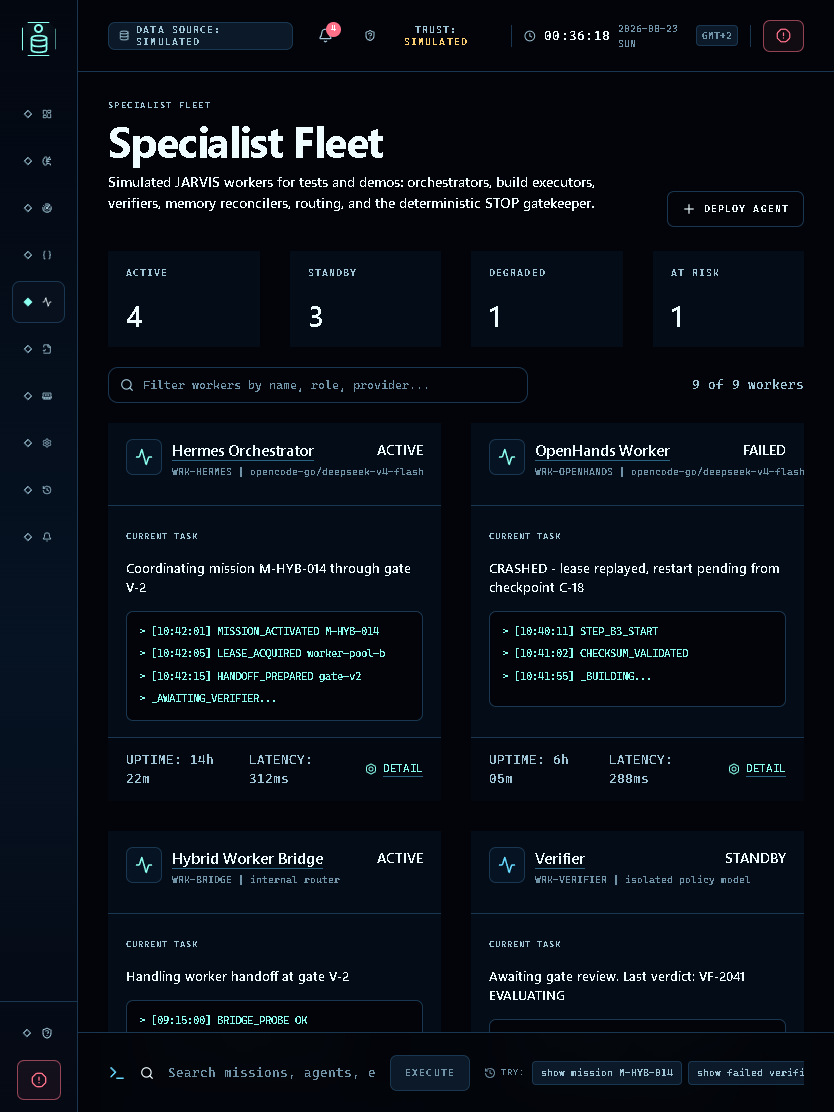 DATA SOURCE:
SIMULATED
4
TRUST:
SIMULATED
00:36:18
2026-08-23
SUN
GMT+2
SPECIALIST FLEET
Specialist Fleet
Simulated JARVIS workers for tests and demos: orchestrators, build executors,
verifiers, memory reconcilers, routing, and the deterministic STOP gatekeeper.
DEPLOY AGENT
ACTIVE
4
STANDBY
3
DEGRADED
1
AT RISK
1
Filter workers by name, role, provider...
9 of 9 workers
Hermes Orchestrator
ACTIVE
WRK-HERMES | opencode-go/deepseek-v4-flash
CURRENT TASK
Coordinating mission M-HYB-014 through gate
V-2
> [10:42:01] MISSION_ACTIVATED M-HYB-014
> [10:42:05] LEASE_ACQUIRED worker-pool-b
> [10:42:15] HANDOFF_PREPARED gate-v2
> _AWAITING_VERIFIER...
UPTIME: 14h
22m
LATENCY:
312ms
DETAIL
OpenHands Worker
FAILED
WRK-OPENHANDS | opencode-go/deepseek-v4-flash
CURRENT TASK
CRASHED - lease replayed, restart pending from
checkpoint C-18
> [10:40:11] STEP_B3_START
> [10:41:02] CHECKSUM_VALIDATED
> [10:41:55] _BUILDING...
UPTIME: 6h
05m
LATENCY:
288ms
DETAIL
Hybrid Worker Bridge
ACTIVE
WRK-BRIDGE | internal router
CURRENT TASK
Handling worker handoff at gate V-2
> [09:15:00] BRIDGE_PROBE OK
Verifier
STANDBY
WRK-VERIFIER | isolated policy model
CURRENT TASK
Awaiting gate review. Last verdict: VF-2041
EVALUATING
Search missions, agents, e
EXECUTE
TRY:
show mission M-HYB-014
show failed verifi